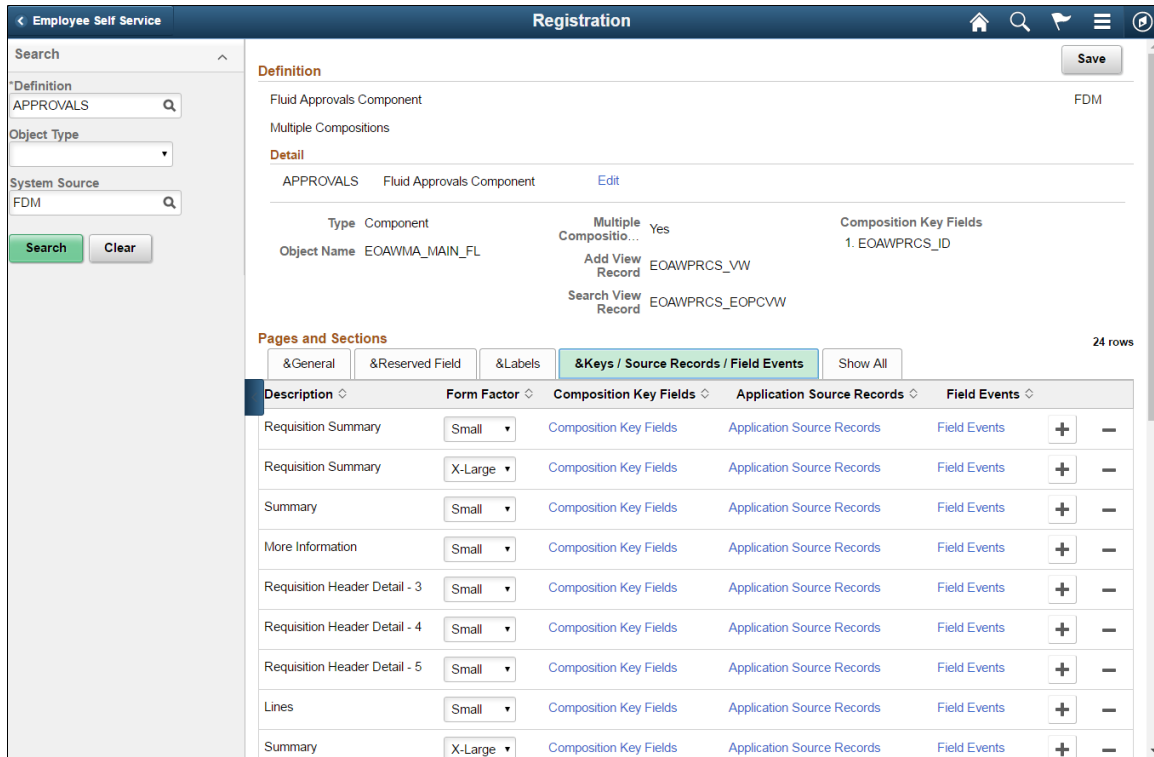 Employee Self Service
Registration
Search
*Definition
APPROVALS
Object Type
System Source
FDM
Search Clear
Save
Definition
Fluid Approvals Component FDM
Multiple Compositions
Detail
APPROVALS Fluid Approvals Component Edit
Type Component
Object Name EOAWMA_MAIN_FL
Multiple
Compositio... Yes
Add View
Record EOAWPRCS_VW
Search View
Record EOAWPRCS_EOPCVW
Composition Key Fields
1. EOAWPRCS_ID
Pages and Sections 24 rows
&General &Reserved Field &Labels &Keys / Source Records / Field Events Show All
Description Form Factor Composition Key Fields Application Source Records Field Events
Requisition Summary Small Composition Key Fields Application Source Records Field Events
Requisition Summary X-Large Composition Key Fields Application Source Records Field Events
Summary Small Composition Key Fields Application Source Records Field Events
More Information Small Composition Key Fields Application Source Records Field Events
Requisition Header Detail - 3 Small Composition Key Fields Application Source Records Field Events
Requisition Header Detail - 4 Small Composition Key Fields Application Source Records Field Events
Requisition Header Detail - 5 Small Composition Key Fields Application Source Records Field Events
Lines Small Composition Key Fields Application Source Records Field Events
Summary X-Large Composition Key Fields Application Source Records Field Events